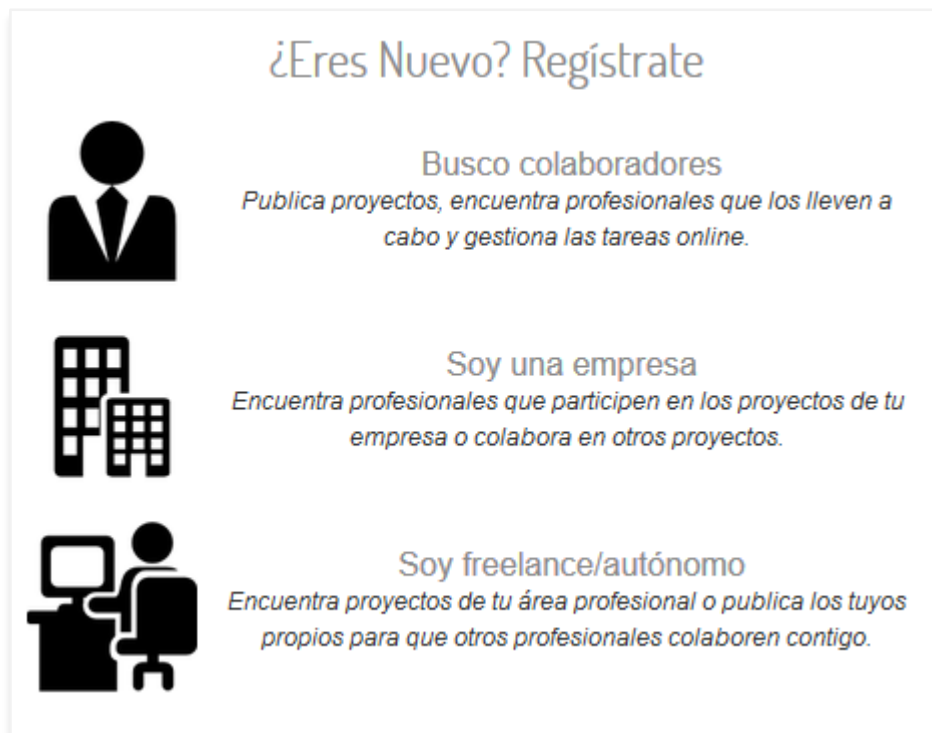 ¿Eres Nuevo? Regístrate
Busco colaboradores
Publica proyectos, encuentra profesionales que los lleven a
cabo y gestiona las tareas online.
Soy una empresa
Encuentra profesionales que participen en los proyectos de tu
empresa o colabora en otros proyectos.
Soy freelance/autónomo
Encuentra proyectos de tu área profesional o publica los tuyos
propios para que otros profesionales colaboren contigo.